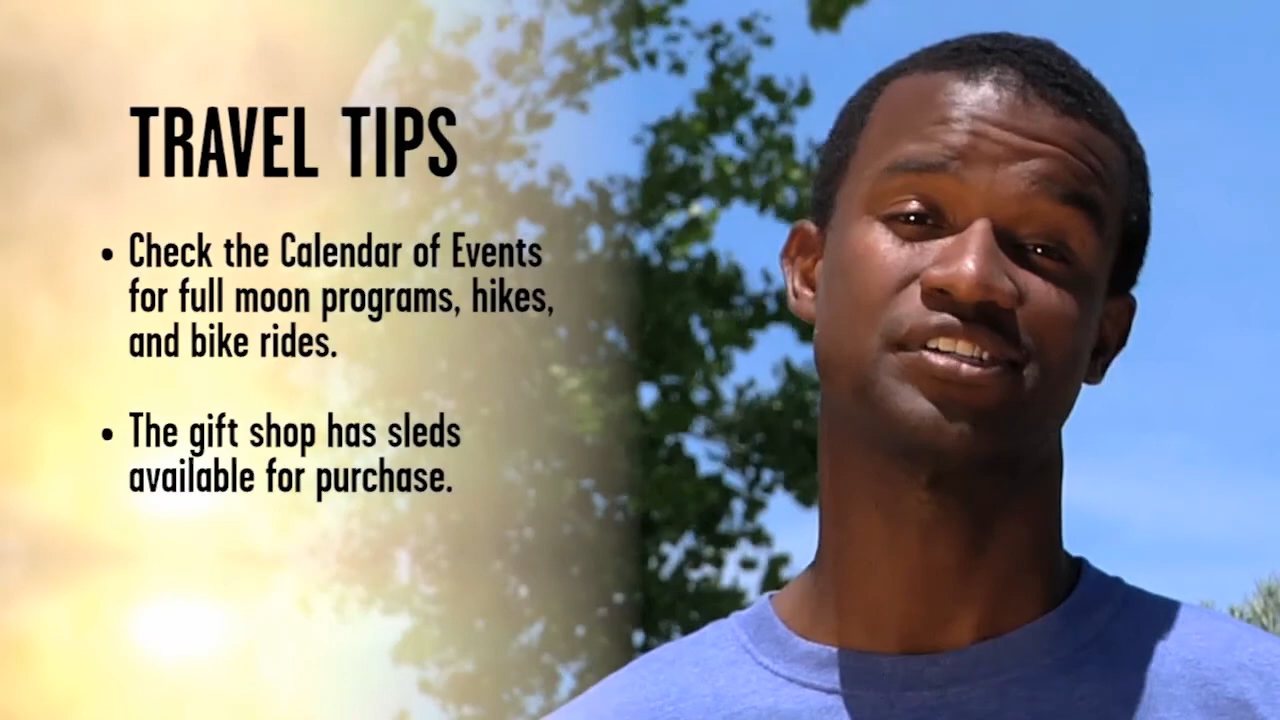 TRAVEL TIPS
• Check the Calendar of Events
for full moon programs, hikes,
and bike rides.
• The gift shop has sleds
available for purchase.